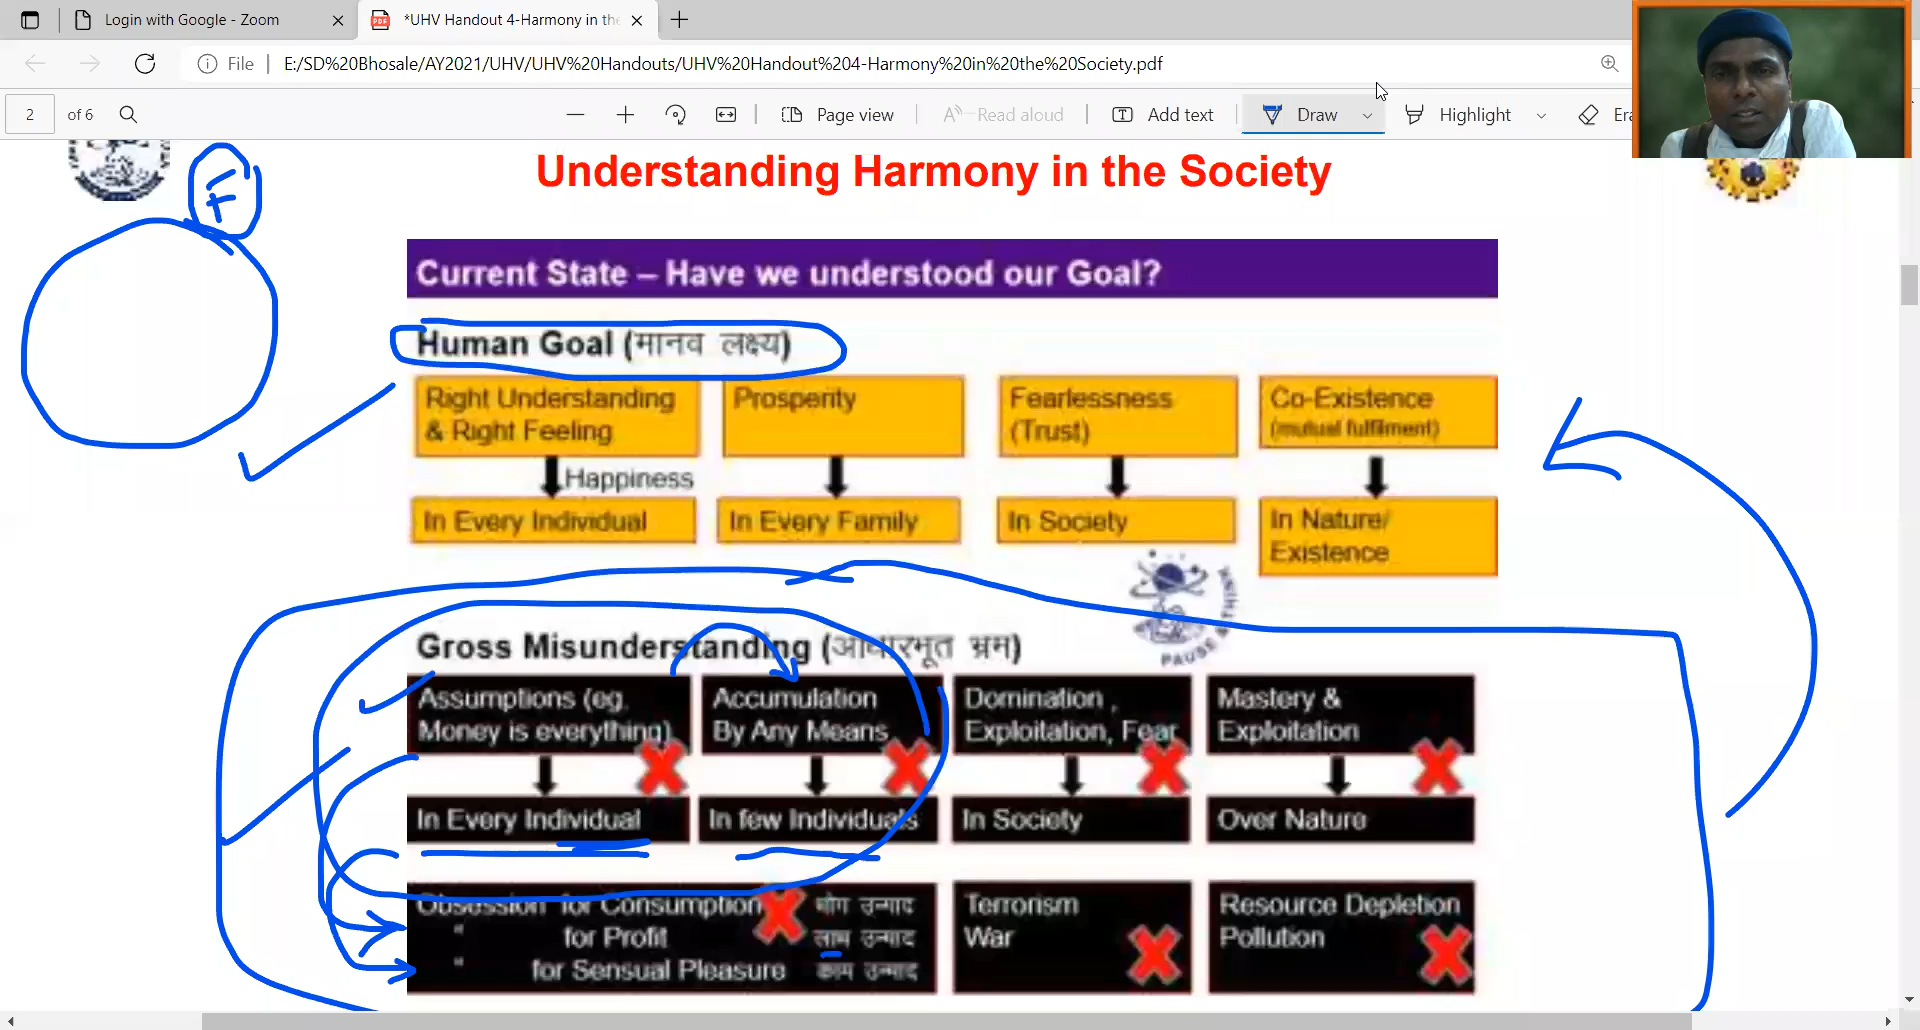 Login with Google - Zoom
*UHV Handout 4-Harmony in the
File
E:/SD%20Bhosale/AY2021/UHV/UHV%20Handouts/UHV%20Handout%204-Harmony%20in%20the%20Society.pdf
2 of 6
Page view
Read aloud
Add text
Draw
Highlight
Era
F
Understanding Harmony in the Society
Current State – Have we understood our Goal?
Human Goal (मानव लक्ष्य)
Right Understanding
& Right Feeling
Prosperity
Fearlessness
(Trust)
Co-Existence
(mutual fulfilment)
Happiness
In Every Individual
In Every Family
In Society
In Nature/
Existence
PAUSE & THINK
Gross Misunderstanding (आधारभूत भ्रम)
Assumptions (eg.
Money is everything)
Accumulation
By Any Means
Domination ,
Exploitation, Fear
Mastery &
Exploitation
In Every Individual
In few Individuals
In Society
Over Nature
Obsession for Consumption भोग उन्माद
" for Profit लाभ उन्माद
" for Sensual Pleasure काम उन्माद
Terrorism
War
Resource Depletion
Pollution